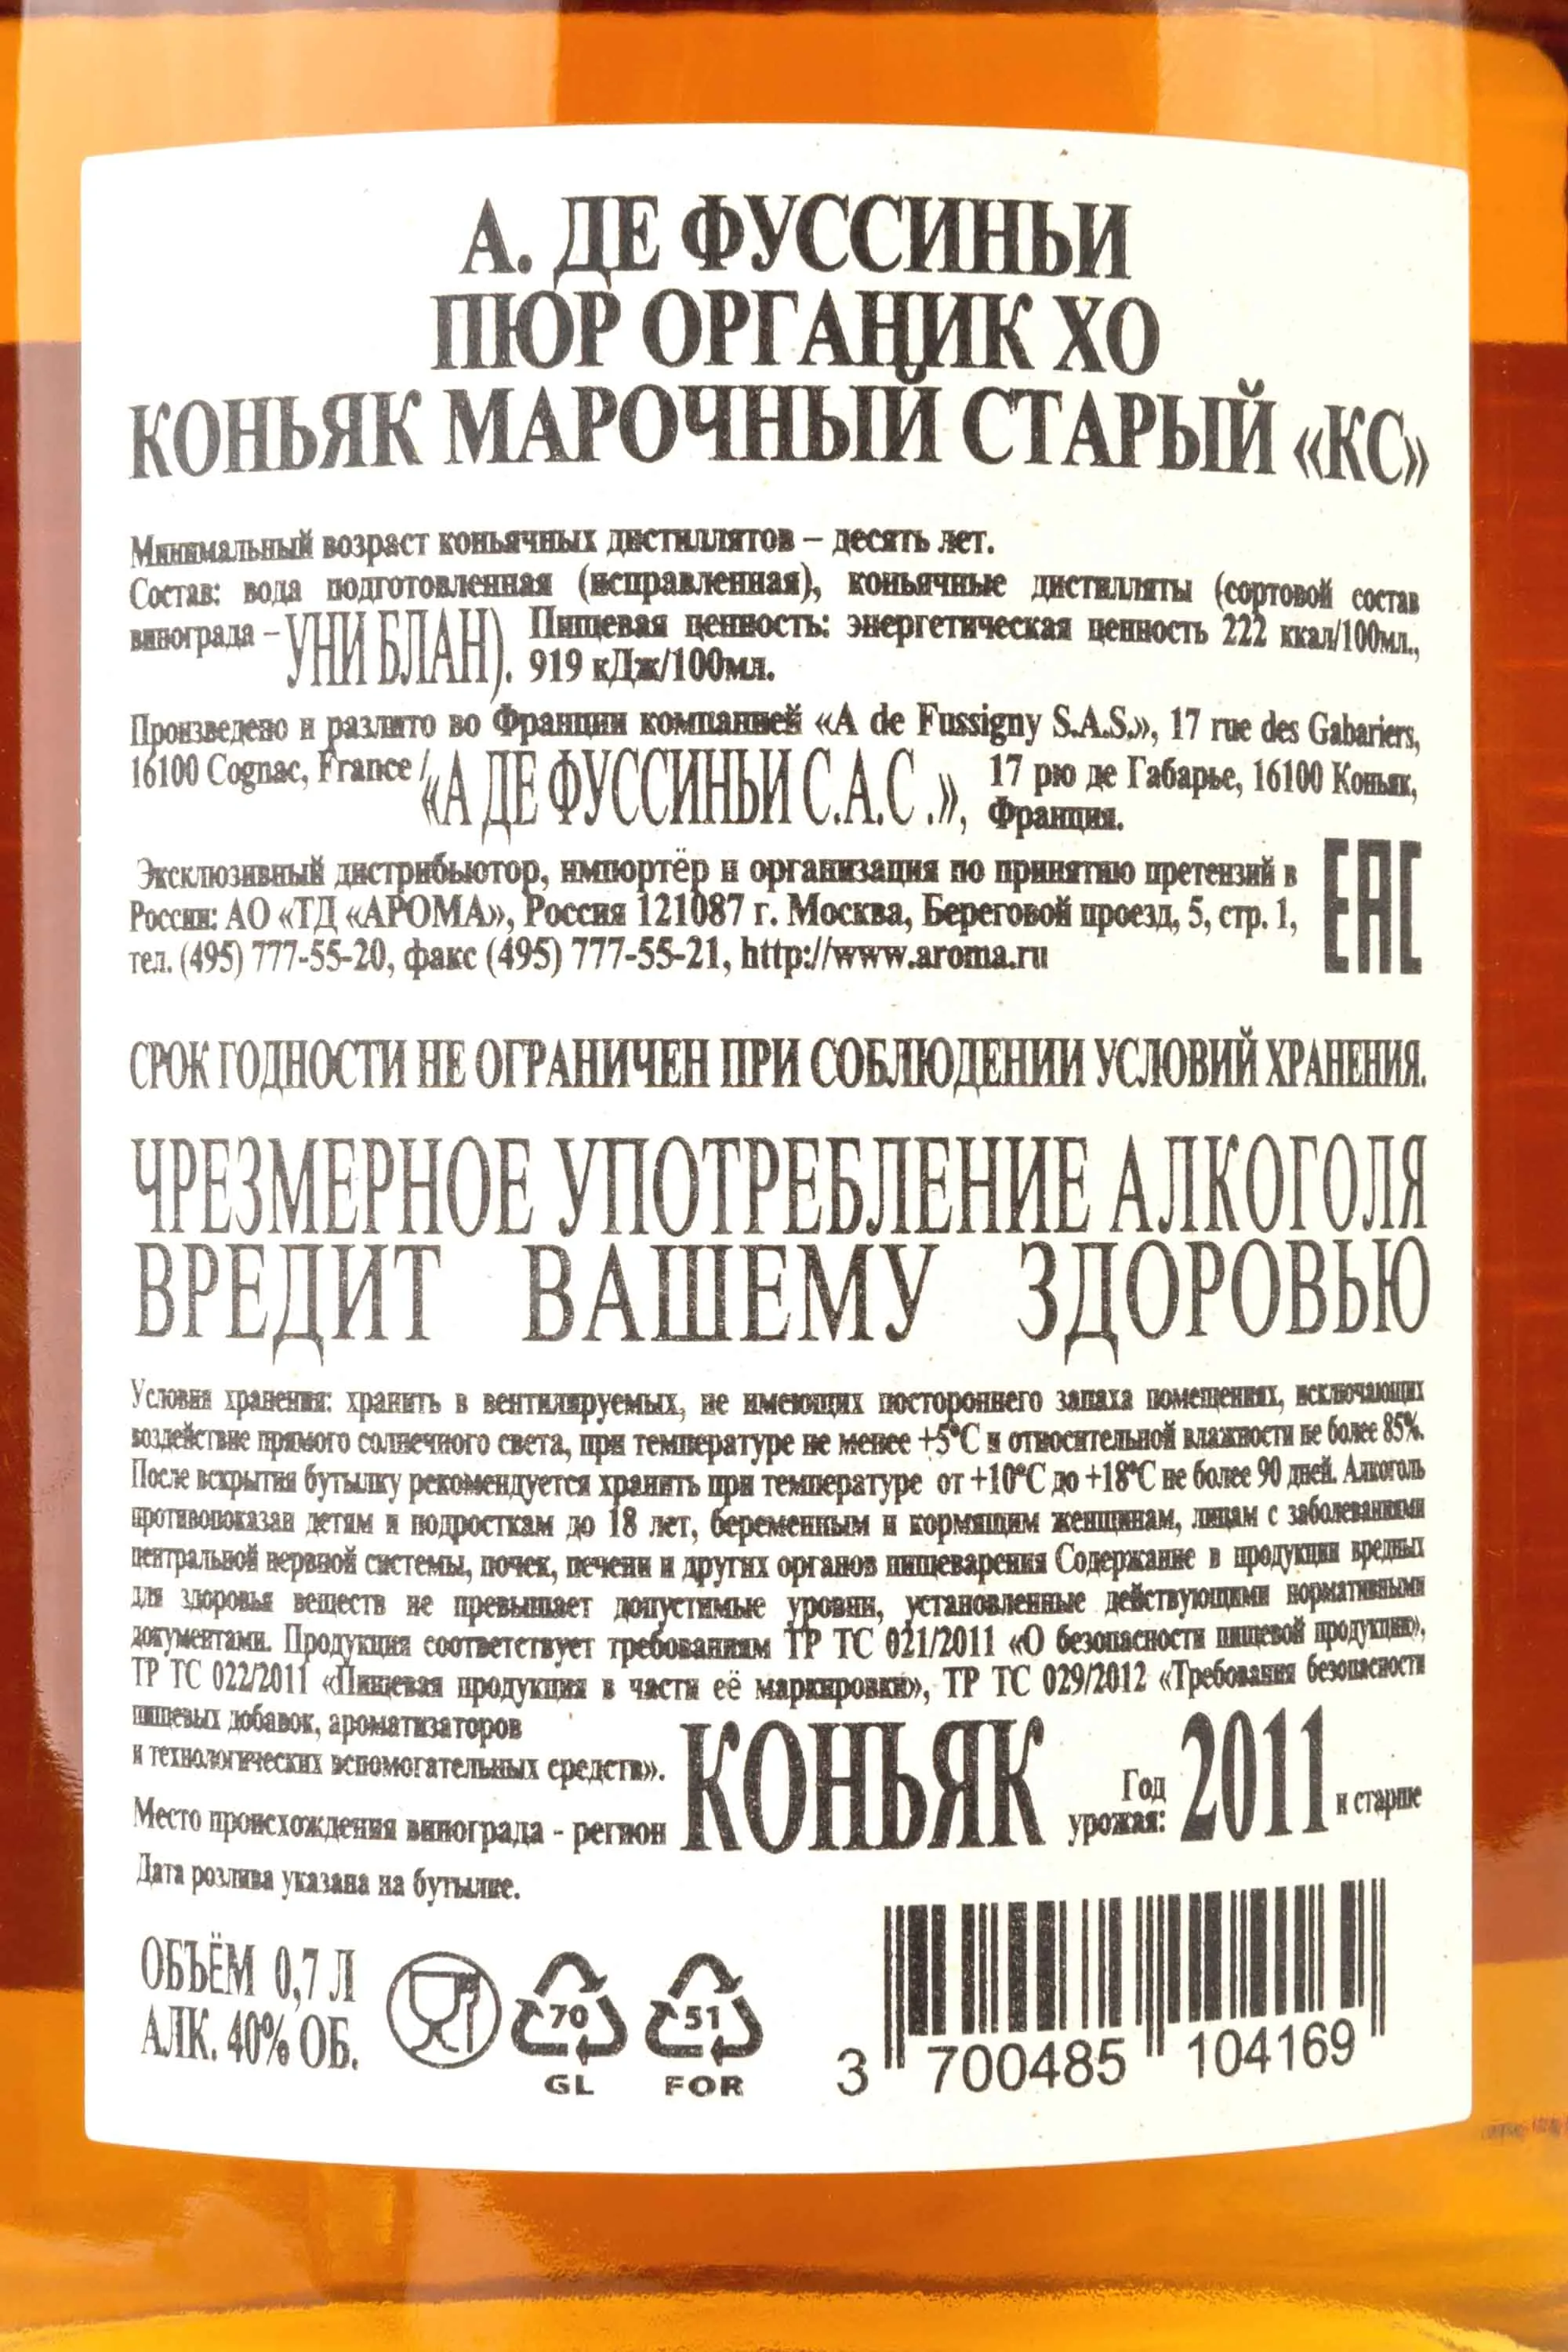 А. ДЕ ФУССИНЬИ
ПЮР ОРГАНИК ХО
КОНЬЯК МАРОЧНЫЙ СТАРЫЙ «КС»
Минимальный возраст коньячных дистиллятов – десять лет.
Состав: вода подготовленная (исправленная), коньячные дистилляты (сортовой состав
винограда – УНИ БЛАН). Пищевая ценность: энергетическая ценность 222 ккал/100мл.,
919 кДж/100мл.
Произведено и разлито во Франции компанией «A de Fussigny S.A.S.», 17 rue des Gabariers,
16100 Cognac, France / «А ДЕ ФУССИНЬИ С.А.С .», 17 рю де Габарье, 16100 Коньяк,
Франция.
Эксклюзивный дистрибьютор, импортёр и организация по принятию претензий в
России: АО «ТД «АРОМА», Россия 121087 г. Москва, Береговой проезд, 5, стр. 1,
тел. (495) 777-55-20, факс (495) 777-55-21, http://www.aroma.ru
EAC
СРОК ГОДНОСТИ НЕ ОГРАНИЧЕН ПРИ СОБЛЮДЕНИИ УСЛОВИЙ ХРАНЕНИЯ.
ЧРЕЗМЕРНОЕ УПОТРЕБЛЕНИЕ АЛКОГОЛЯ
ВРЕДИТ ВАШЕМУ ЗДОРОВЬЮ
Условия хранения: хранить в вентилируемых, не имеющих постороннего запаха помещениях, исключающих
воздействие прямого солнечного света, при температуре не менее +5°C и относительной влажности не более 85%.
После вскрытия бутылку рекомендуется хранить при температуре от +10°C до +18°C не более 90 дней. Алкоголь
противопоказан детям и подросткам до 18 лет, беременным и кормящим женщинам, лицам с заболеваниями
центральной нервной системы, почек, печени и других органов пищеварения Содержание в продукции вредных
для здоровья веществ не превышает допустимые уровни, установленные действующими нормативными
документами. Продукция соответствует требованиям ТР ТС 021/2011 «О безопасности пищевой продукции»,
ТР ТС 022/2011 «Пищевая продукция в части её маркировки», ТР ТС 029/2012 «Требования безопасности
пищевых добавок, ароматизаторов
и технологических вспомогательных средств».
Место происхождения винограда - регион КОНЬЯК Год урожая: 2011 и старше
Дата розлива указана на бутылке.
ОБЪЁМ 0,7 Л
АЛК. 40% ОБ.
70
GL
51
FOR
3 700485 104169